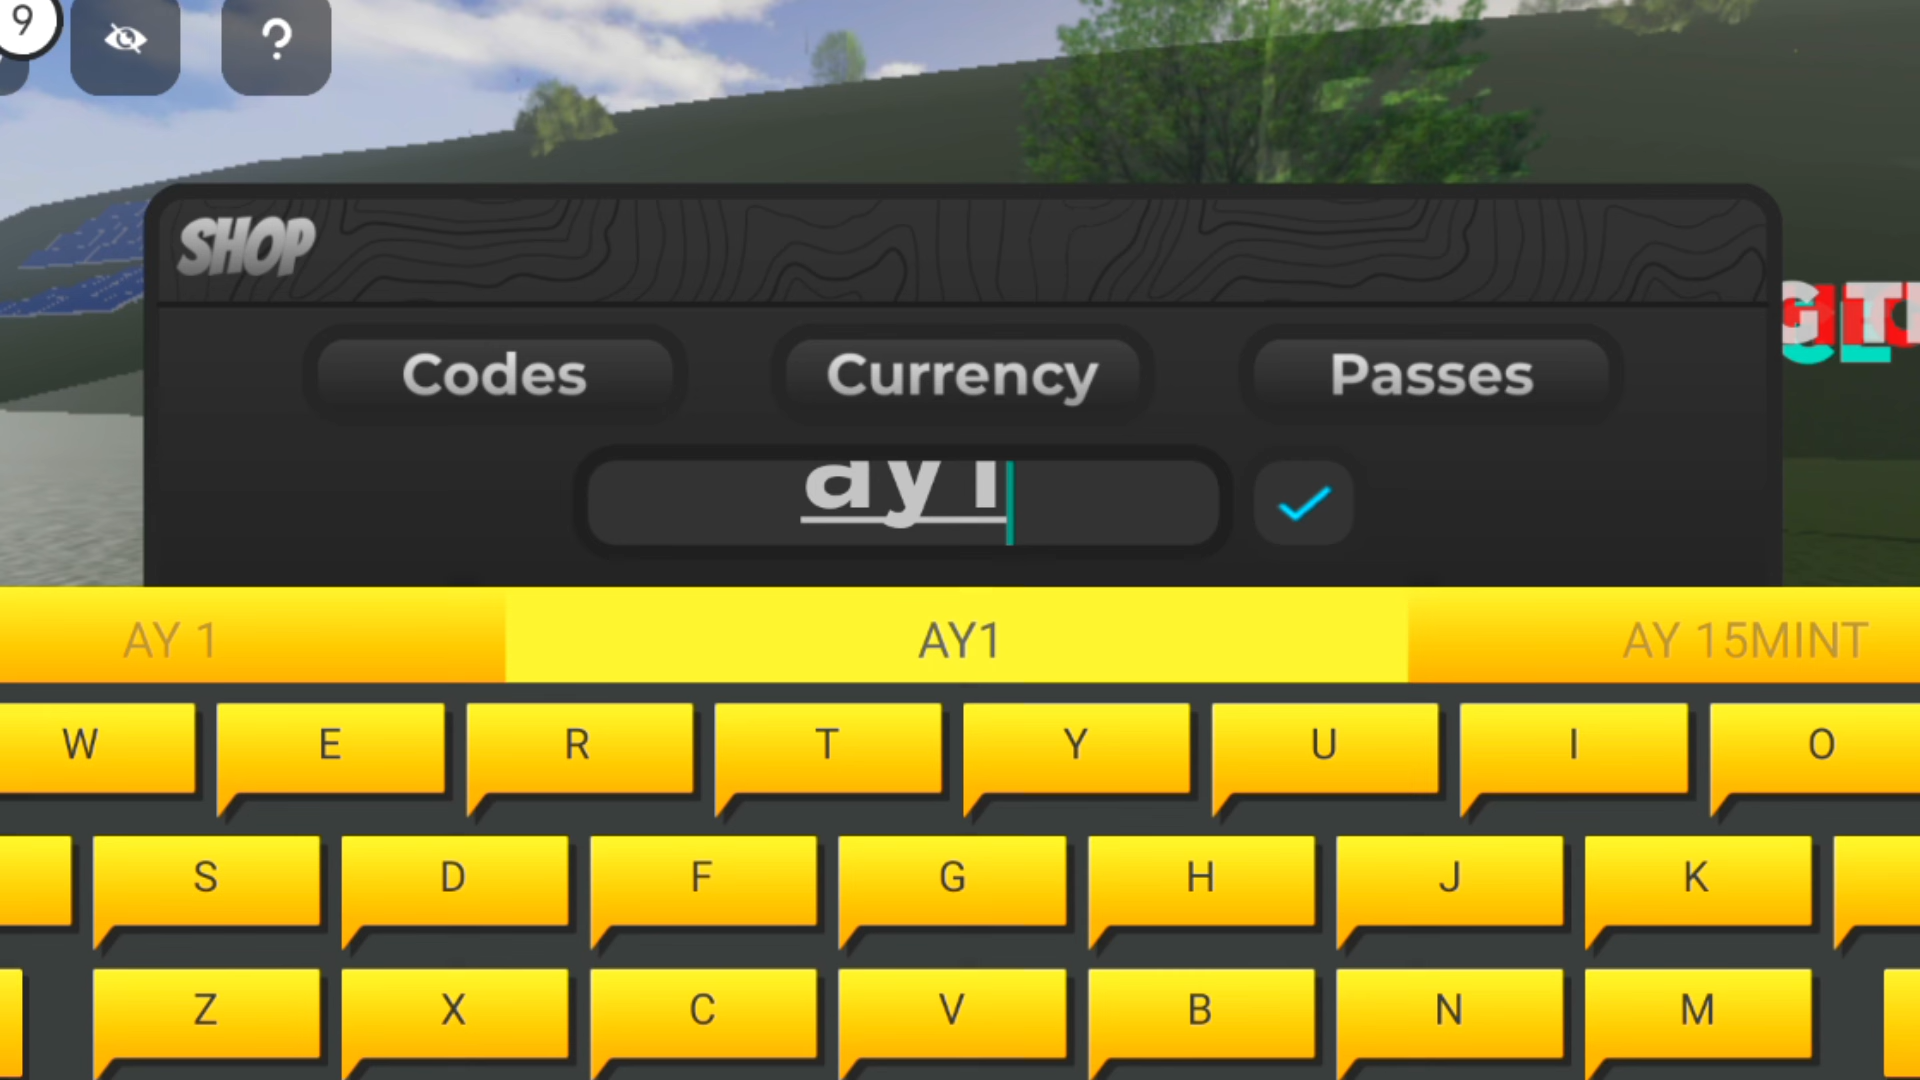 9
?
SHOP
Codes Currency Passes
ay1
AY 1 AY1 AY 15MINT
W E R T Y U I O
S D F G H J K
Z X C V B N M